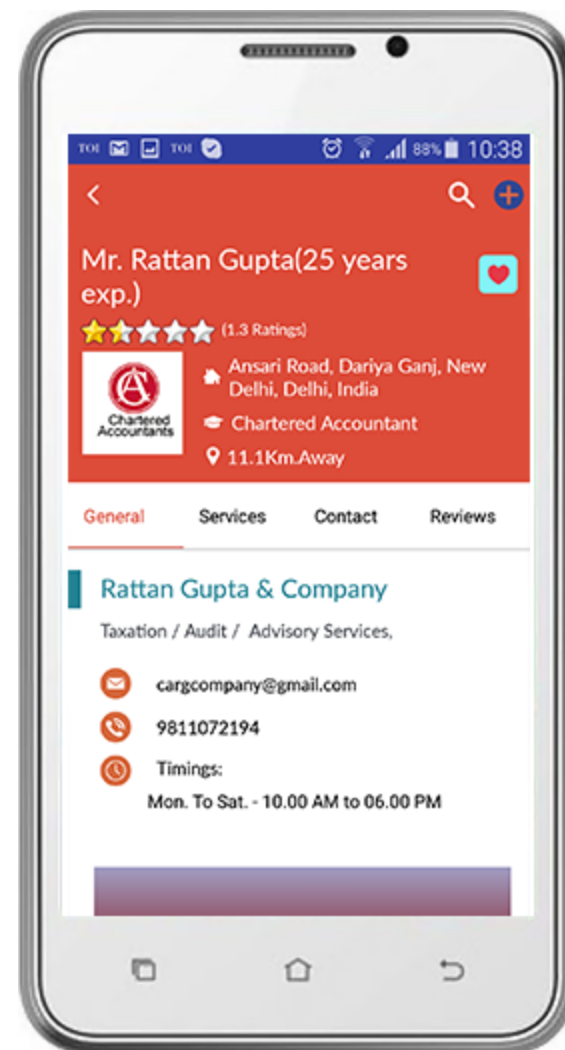 TOI TOI 88% 10:38
Mr. Rattan Gupta(25 years
exp.)
(1.3 Ratings)
CA
Chartered
Accountants
Ansari Road, Dariya Ganj, New
Delhi, Delhi, India
Chartered Accountant
11.1Km.Away
General Services Contact Reviews
Rattan Gupta & Company
Taxation / Audit / Advisory Services,
cargcompany@gmail.com
9811072194
Timings:
Mon. To Sat. - 10.00 AM to 06.00 PM